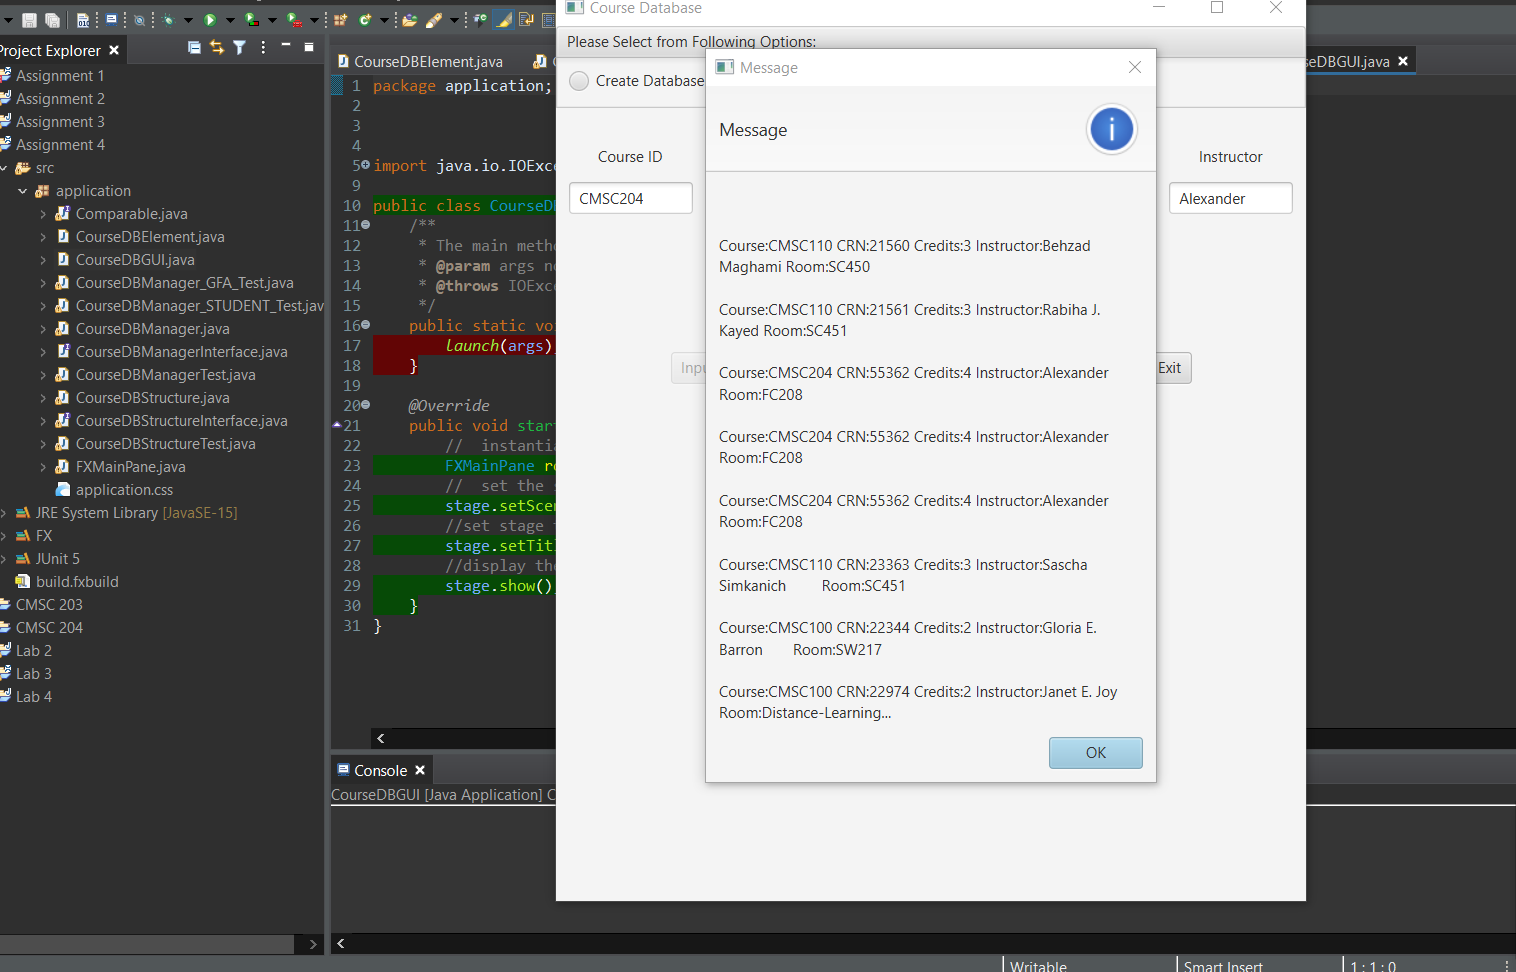 Course Database
Please Select from Following Options:
Create Database
Course ID
Instructor
CMSC204
Alexander
Exit
Message
Message
Course:CMSC110 CRN:21560 Credits:3 Instructor:Behzad
Maghami Room:SC450
Course:CMSC110 CRN:21561 Credits:3 Instructor:Rabiha J.
Kayed Room:SC451
Course:CMSC204 CRN:55362 Credits:4 Instructor:Alexander
Room:FC208
Course:CMSC204 CRN:55362 Credits:4 Instructor:Alexander
Room:FC208
Course:CMSC204 CRN:55362 Credits:4 Instructor:Alexander
Room:FC208
Course:CMSC110 CRN:23363 Credits:3 Instructor:Sascha
Simkanich Room:SC451
Course:CMSC100 CRN:22344 Credits:2 Instructor:Gloria E.
Barron Room:SW217
Course:CMSC100 CRN:22974 Credits:2 Instructor:Janet E. Joy
Room:Distance-Learning...
OK
Project Explorer
Assignment 1
Assignment 2
Assignment 3
Assignment 4
src
application
Comparable.java
CourseDBElement.java
CourseDBGUI.java
CourseDBManager_GFA_Test.java
CourseDBManager_STUDENT_Test.jav
CourseDBManager.java
CourseDBManagerInterface.java
CourseDBManagerTest.java
CourseDBStructure.java
CourseDBStructureInterface.java
CourseDBStructureTest.java
FXMainPane.java
application.css
JRE System Library [JavaSE-15]
FX
JUnit 5
build.fxbuild
CMSC 203
CMSC 204
Lab 2
Lab 3
Lab 4
CourseDBElement.java
seDBGUI.java
1 package application;
2
3
4
5 import java.io.IOExc
9
10 public class CourseDB
11 /**
12 * The main metho
13 * @param args no
14 * @throws IOExce
15 */
16 public static voi
17 launch(args)
18 }
19
20 @Override
21 public void start
22 // instantia
23 FXMainPane ro
24 // set the s
25 stage.setScen
26 //set stage t
27 stage.setTitl
28 //display the
29 stage.show()
30 }
31 }
Console
CourseDBGUI [Java Application] C
Writable
Smart Insert
1 : 1 : 0